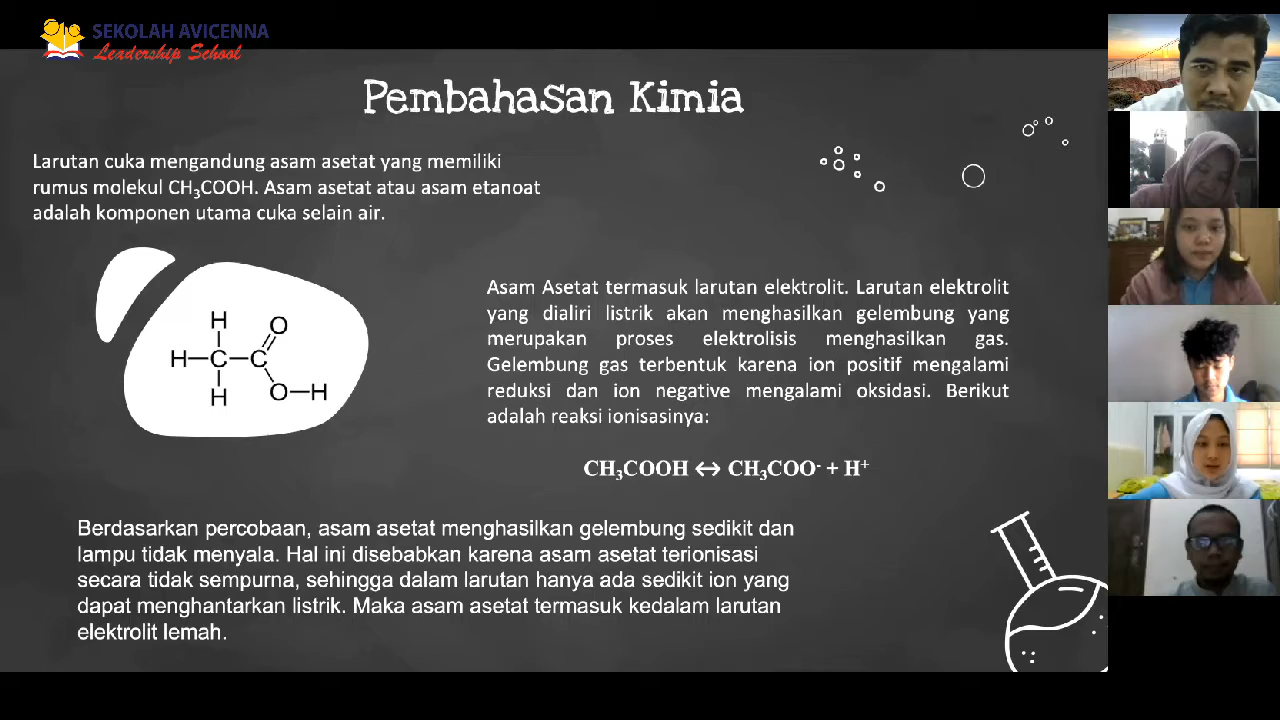 SEKOLAH AVICENNA
Leadership School
Pembahasan Kimia
Larutan cuka mengandung asam asetat yang memiliki
rumus molekul CH₃COOH. Asam asetat atau asam etanoat
adalah komponen utama cuka selain air.
H
O
H—C—C
H
O—H
Asam Asetat termasuk larutan elektrolit. Larutan elektrolit
yang dialiri listrik akan menghasilkan gelembung yang
merupakan proses elektrolisis menghasilkan gas.
Gelembung gas terbentuk karena ion positif mengalami
reduksi dan ion negative mengalami oksidasi. Berikut
adalah reaksi ionisasinya:
CH₃COOH ↔ CH₃COO⁻ + H⁺
Berdasarkan percobaan, asam asetat menghasilkan gelembung sedikit dan
lampu tidak menyala. Hal ini disebabkan karena asam asetat terionisasi
secara tidak sempurna, sehingga dalam larutan hanya ada sedikit ion yang
dapat menghantarkan listrik. Maka asam asetat termasuk kedalam larutan
elektrolit lemah.